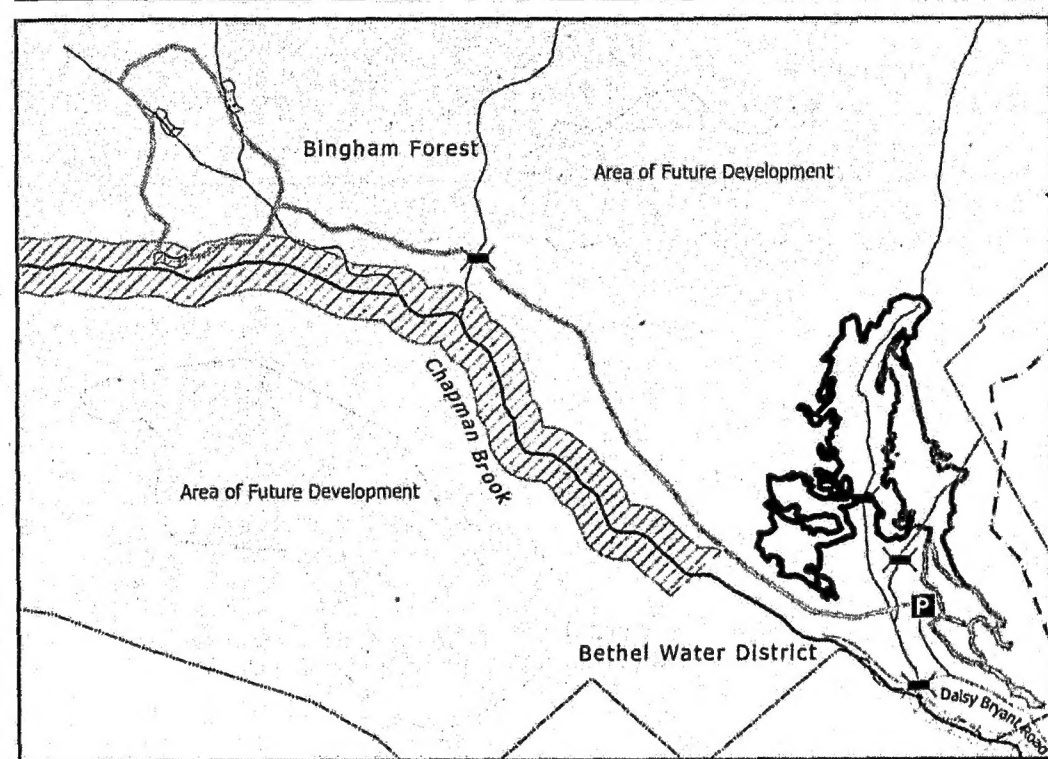 Bingham Forest
Area of Future Development
Chapman Brook
Area of Future Development
P
Bethel Water District
Daisy Bryant Road